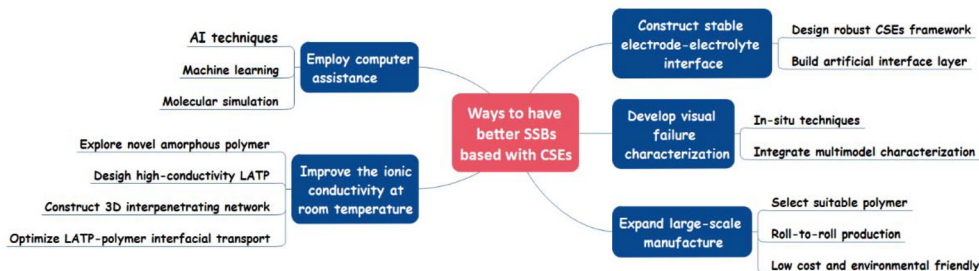 AI techniques
Machine learning
Molecular simulation
Employ computer
assistance
Explore novel amorphous polymer
Desigh high-conductivity LATP
Construct 3D interpenetrating network
Optimize LATP-polymer interfacial transport
Improve the ionic
conductivity at
room temperature
Ways to have
better SSBs
based with CSEs
Construct stable
electrode-electrolyte
interface
Design robust CSEs framework
Build artificial interface layer
Develop visual
failure
characterization
In-situ techniques
Integrate multimodel characterization
Expand large-scale
manufacture
Select suitable polymer
Roll-to-roll production
Low cost and environmental friendly